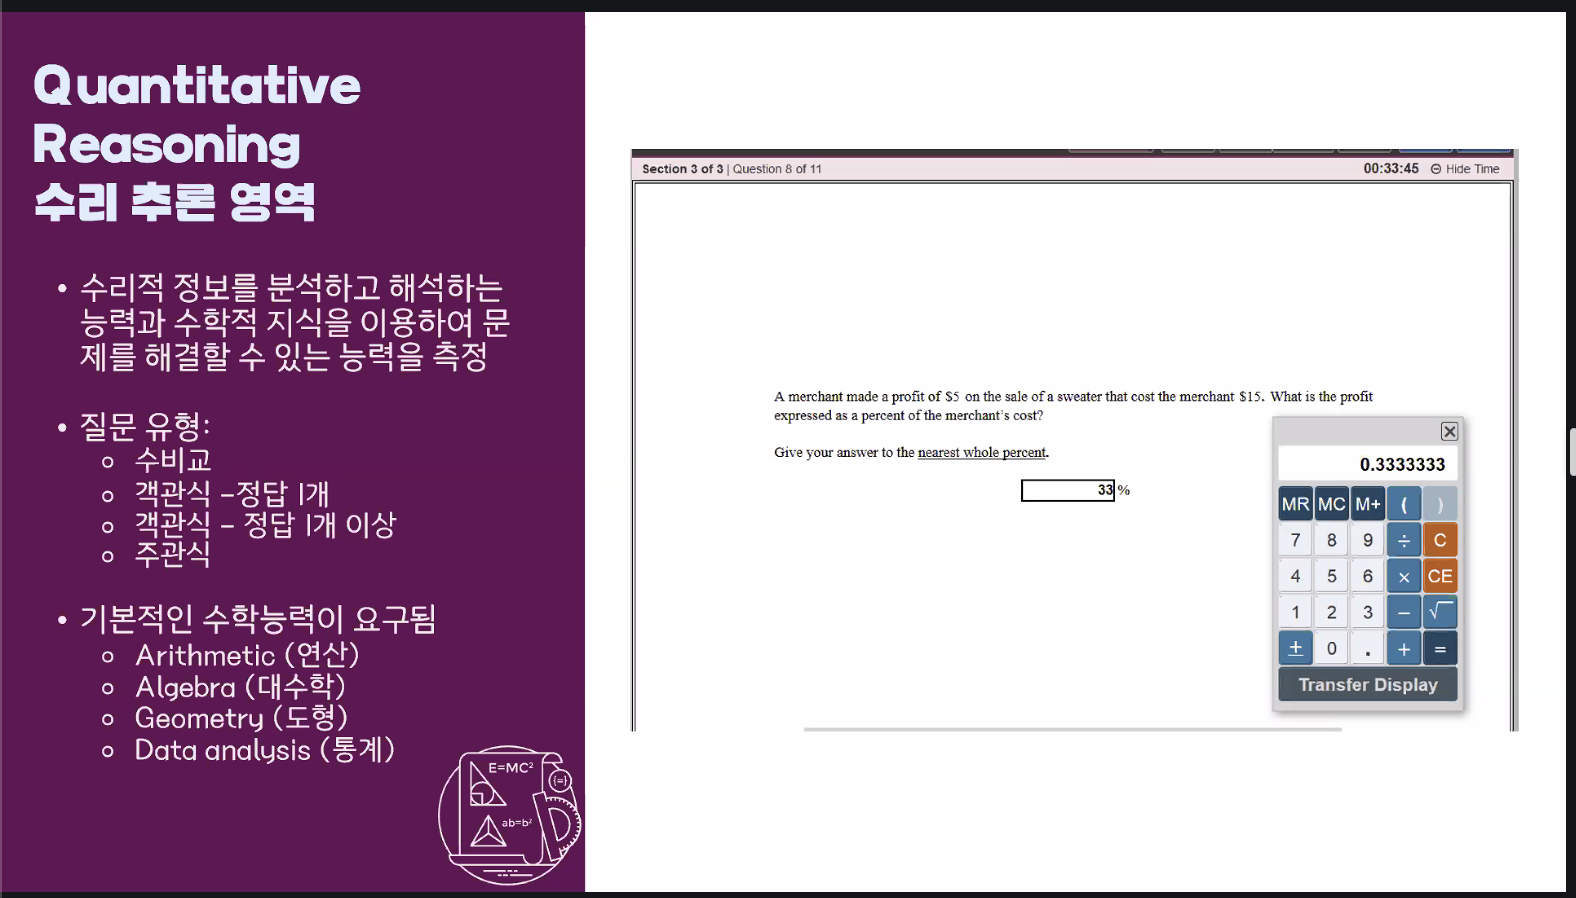 Quantitative
Reasoning
수리 추론 영역
• 수리적 정보를 분석하고 해석하는
능력과 수학적 지식을 이용하여 문
제를 해결할 수 있는 능력을 측정
• 질문 유형:
수비교
객관식 -정답 1개
객관식 - 정답 1개 이상
주관식
• 기본적인 수학능력이 요구됨
Arithmetic (연산)
Algebra (대수학)
Geometry (도형)
Data analysis (통계)
E=MC²
{=}
ab=b²
Section 3 of 3 | Question 8 of 11
00:33:45 Hide Time
A merchant made a profit of $5 on the sale of a sweater that cost the merchant $15. What is the profit
expressed as a percent of the merchant's cost?
Give your answer to the nearest whole percent.
33 %
0.3333333
MR MC M+ ( )
7 8 9 ÷ C
4 5 6 × CE
1 2 3 − √
± 0 . + =
Transfer Display